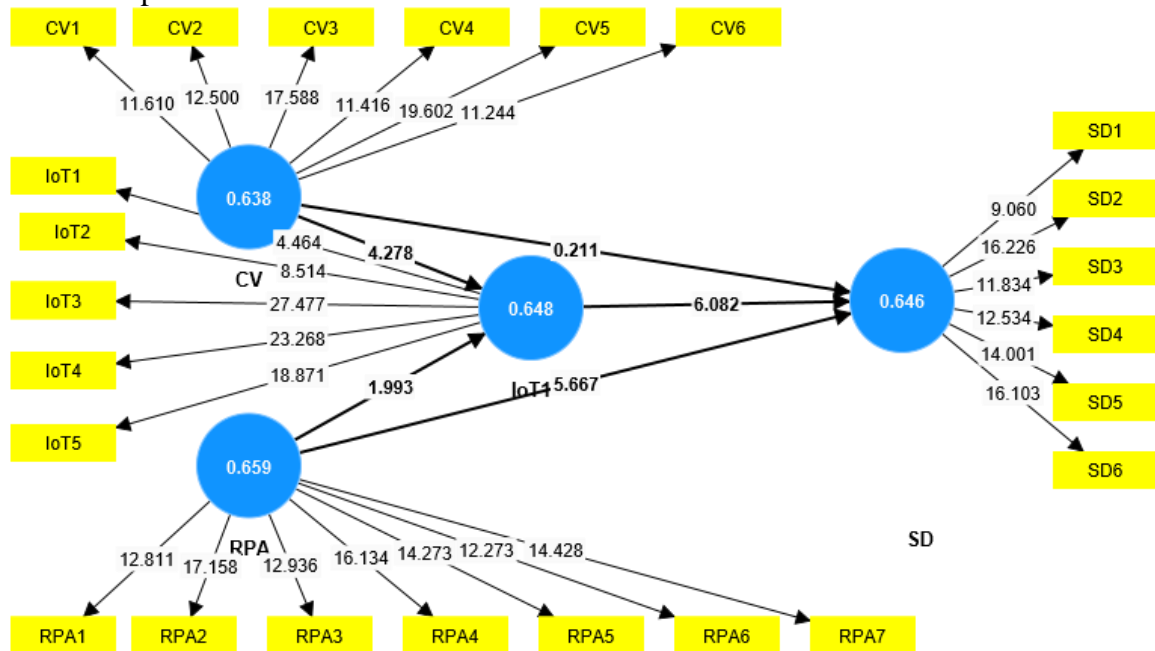 CV1 CV2 CV3 CV4 CV5 CV6
11.610 12.500 17.588 11.416 19.602 11.244
SD1
IoT1
0.638
9.060
SD2
IoT2
4.464
4.278
0.211
16.226
CV
8.514
SD3
11.834
IoT3
27.477
0.648
6.082
0.646
12.534
SD4
23.268
14.001
IoT4
18.871
1.993
IoT1
5.667
16.103
SD5
IoT5
0.659
SD6
RPA
SD
12.811 17.158 12.936 16.134 14.273 12.273 14.428
RPA1 RPA2 RPA3 RPA4 RPA5 RPA6 RPA7